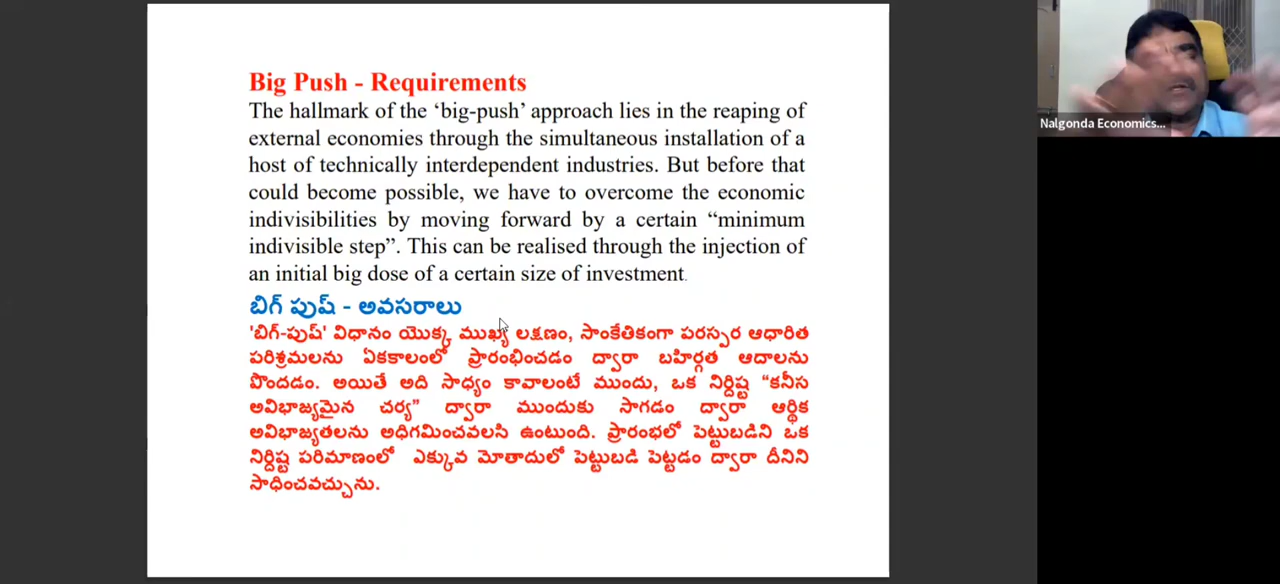 Big Push - Requirements
The hallmark of the ‘big-push’ approach lies in the reaping of
external economies through the simultaneous installation of a
host of technically interdependent industries. But before that
could become possible, we have to overcome the economic
indivisibilities by moving forward by a certain “minimum
indivisible step”. This can be realised through the injection of
an initial big dose of a certain size of investment.
బిగ్ పుష్ - అవసరాలు
'బిగ్-పుష్' విధానం యొక్క ముఖ్య లక్షణం, సాంకేతికంగా పరస్పర ఆధారిత
పరిశ్రమలను ఏకకాలంలో ప్రారంభించడం ద్వారా బహిర్గత ఆదాలను
పొందడం. అయితే అది సాధ్యం కావాలంటే ముందు, ఒక నిర్దిష్ట “కనీస
అవిభాజ్యమైన చర్య” ద్వారా ముందుకు సాగడం ద్వారా ఆర్థిక
అవిభాజ్యతలను అధిగమించవలసి ఉంటుంది. ప్రారంభలో పెట్టుబడిని ఒక
నిర్దిష్ట పరిమాణంలో ఎక్కువ మోతాదులో పెట్టుబడి పెట్టడం ద్వారా దీనిని
సాధించవచ్చును.
Nalgonda Economics...